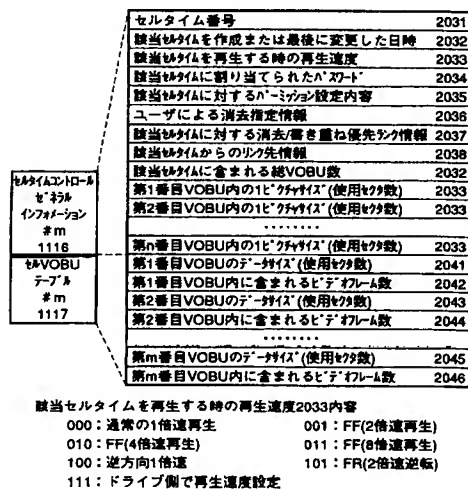 セルタイム番号 2031
該当セルタイムを作成または最後に変更した日時 2032
該当セルタイムを再生する時の再生速度 2033
該当セルタイムに割り当てられたパスワード 2034
該当セルタイムに対するパーミッション設定内容 2035
ユーザによる消去指定情報 2036
該当セルタイムに対する消去/書き重ね優先ランク情報 2037
該当セルタイムからのリンク先情報 2038
該当セルタイムに含まれる総VOBU数 2032
第1番目VOBU内の1ピクチャサイズ(使用セクタ数) 2033
第2番目VOBU内の1ピクチャサイズ(使用セクタ数) 2033
・・・・・・・・
第n番目VOBU内の1ピクチャサイズ(使用セクタ数) 2033
第1番目VOBUのデータサイズ(使用セクタ数) 2041
第1番目VOBU内に含まれるビデオフレーム数 2042
第2番目VOBUのデータサイズ(使用セクタ数) 2043
第2番目VOBU内に含まれるビデオフレーム数 2044
・・・・・・・・
第m番目VOBUのデータサイズ(使用セクタ数) 2045
第m番目VOBU内に含まれるビデオフレーム数 2046
セルタイムコントロール
ゼネラル
インフォメーション
#m
1116
セルVOBU
テーブル
#m
1117
該当セルタイムを再生する時の再生速度2033内容
000：通常の1倍速再生 001：FF(2倍速再生)
010：FF(4倍速再生) 011：FF(8倍速再生)
100：逆方向1倍速 101：FR(2倍速逆転)
111：ドライブ側で再生速度設定